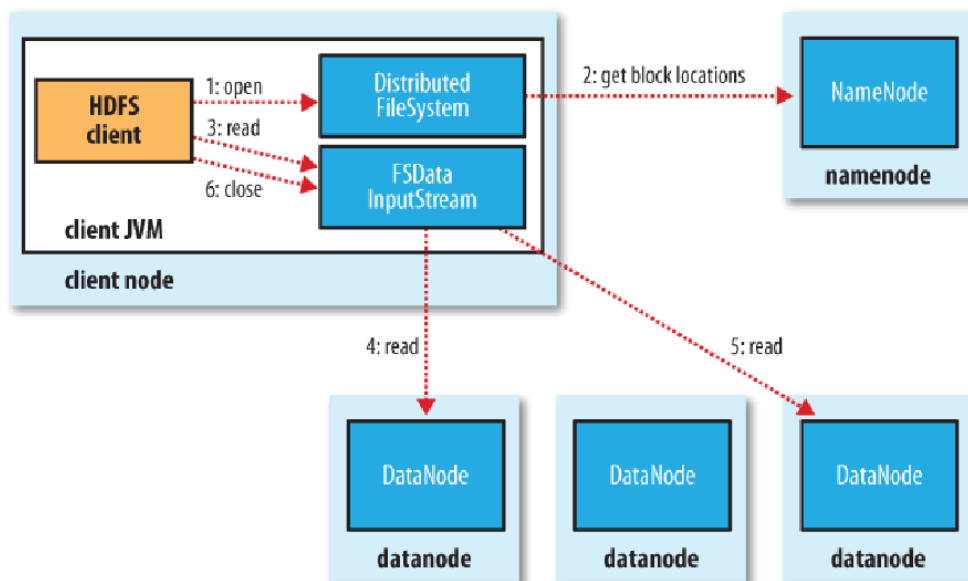 HDFS
client
1: open
3: read
6: close
Distributed
FileSystem
FSData
InputStream
client JVM
client node
2: get block locations
NameNode
namenode
4: read
5: read
DataNode
datanode
DataNode
datanode
DataNode
datanode